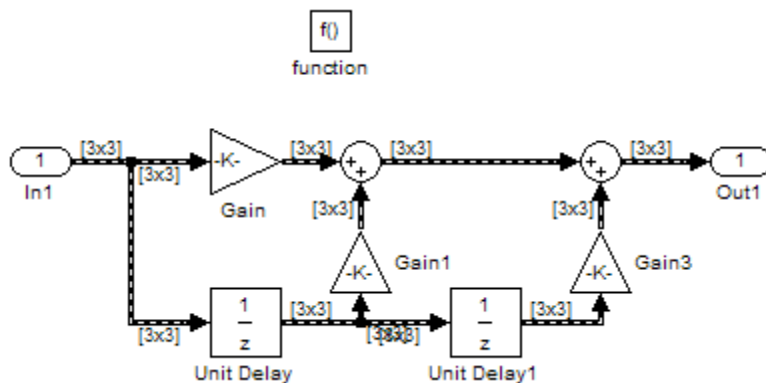 f()
function
[3x3]
[3x3]
[3x3]
[3x3]
1
-K-
+
+
+
+
1
[3x3]
In1
Out1
[3x3]
[3x3]
Gain
-K-
Gain1
-K-
Gain3
1
z
[3x3]
1
z
[3x3]
[3x3]
[3x3]
Unit Delay
Unit Delay1